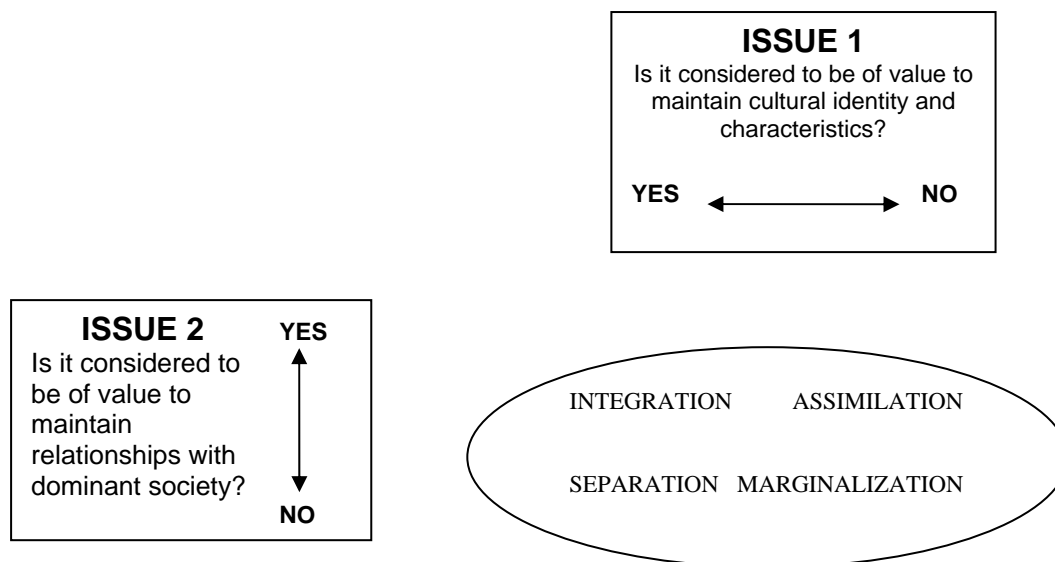 ISSUE 1
Is it considered to be of value to
maintain cultural identity and
characteristics?
YES NO
ISSUE 2
YES
Is it considered to
be of value to
maintain
relationships with
dominant society?
NO
INTEGRATION ASSIMILATION
SEPARATION MARGINALIZATION